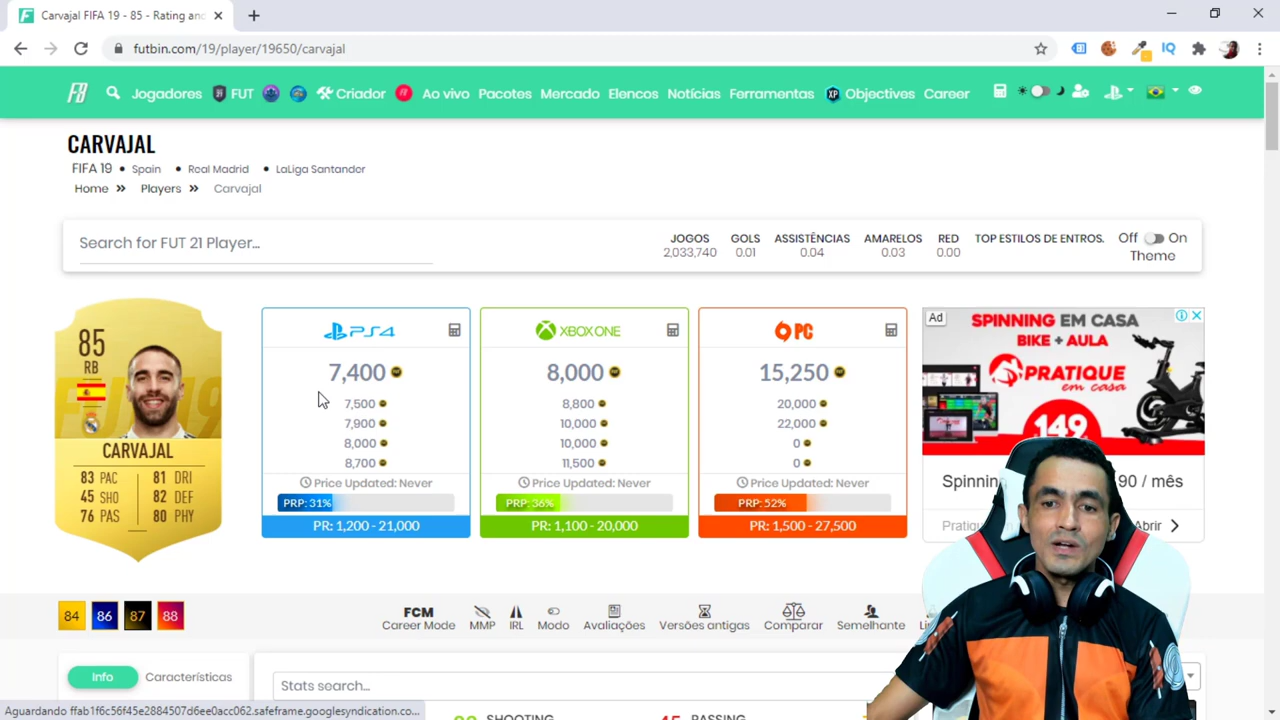 Carvajal FIFA 19 - 85 - Rating and
futbin.com/19/player/19650/carvajal
IQ
F8 Jogadores FUT Criador Ao vivo Pacotes Mercado Elencos Notícias Ferramentas XP Objectives Career
CARVAJAL
FIFA 19 • Spain • Real Madrid • LaLiga Santander
Home » Players » Carvajal
Search for FUT 21 Player...
JOGOS GOLS ASSISTÊNCIAS AMARELOS RED TOP ESTILOS DE ENTROS. Off On
2,033,740 0.01 0.04 0.03 0.00 Theme
85
RB
CARVAJAL
83 PAC 81 DRI
45 SHO 82 DEF
76 PAS 80 PHY
PS4
7,400
7,500
7,900
8,000
8,700
Price Updated: Never
PRP: 31%
PR: 1,200 - 21,000
XBOX ONE
8,000
8,800
10,000
10,000
11,500
Price Updated: Never
PRP: 36%
PR: 1,100 - 20,000
PC
15,250
20,000
22,000
0
0
Price Updated: Never
PRP: 52%
PR: 1,500 - 27,500
Ad
SPINNING EM CASA
BIKE + AULA
PRATIQUE
em casa
149
Spinnin 90 / mês
Pratiqu Abrir
84 86 87 88
FCM
Career Mode MMP IRL Modo Avaliações Versões antigas Comparar Semelhante
Info Características
Stats search...
SHOOTING PASSING
Aguardando ffab1f6c56f45e2884507d6ee0acc062.safeframe.googlesyndication.co...